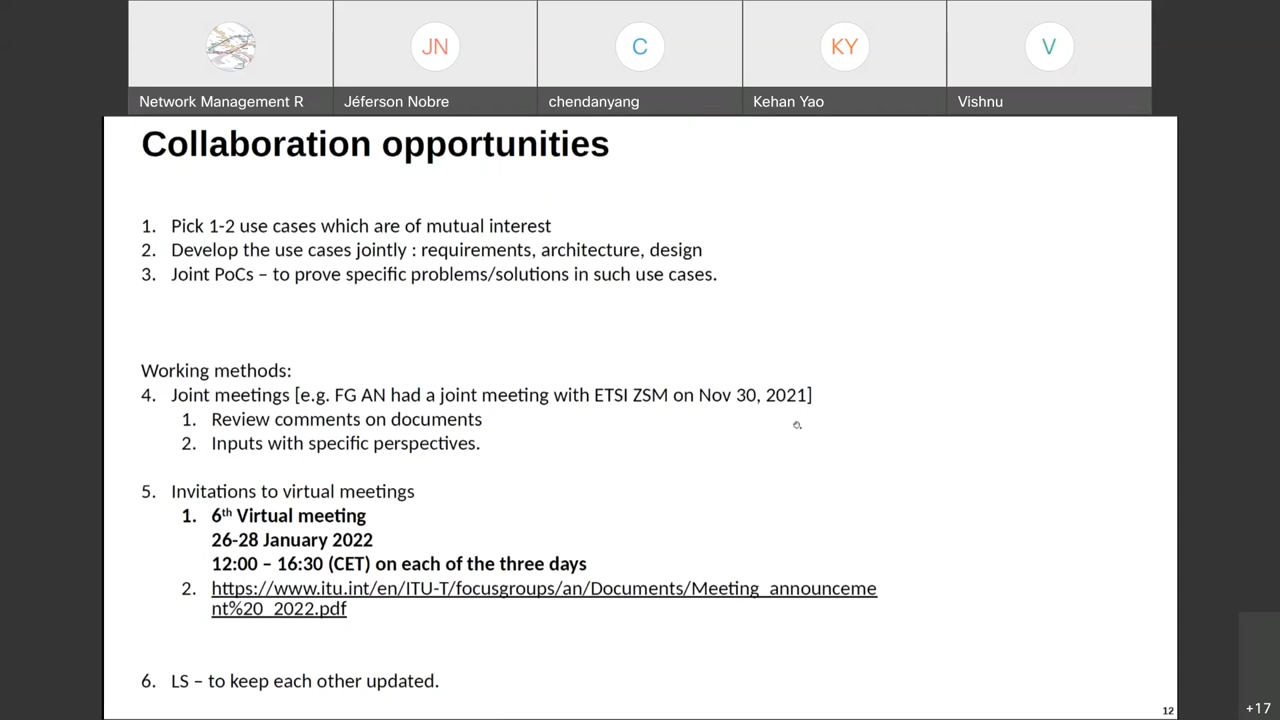 JN
C
KY
V
Network Management R
Jéferson Nobre
chendanyang
Kehan Yao
Vishnu
Collaboration opportunities
1. Pick 1-2 use cases which are of mutual interest
2. Develop the use cases jointly : requirements, architecture, design
3. Joint PoCs – to prove specific problems/solutions in such use cases.
Working methods:
4. Joint meetings [e.g. FG AN had a joint meeting with ETSI ZSM on Nov 30, 2021]
1. Review comments on documents
2. Inputs with specific perspectives.
5. Invitations to virtual meetings
1. 6th Virtual meeting
26-28 January 2022
12:00 – 16:30 (CET) on each of the three days
2. https://www.itu.int/en/ITU-T/focusgroups/an/Documents/Meeting_announceme
nt%20_2022.pdf
6. LS – to keep each other updated.
12
+17